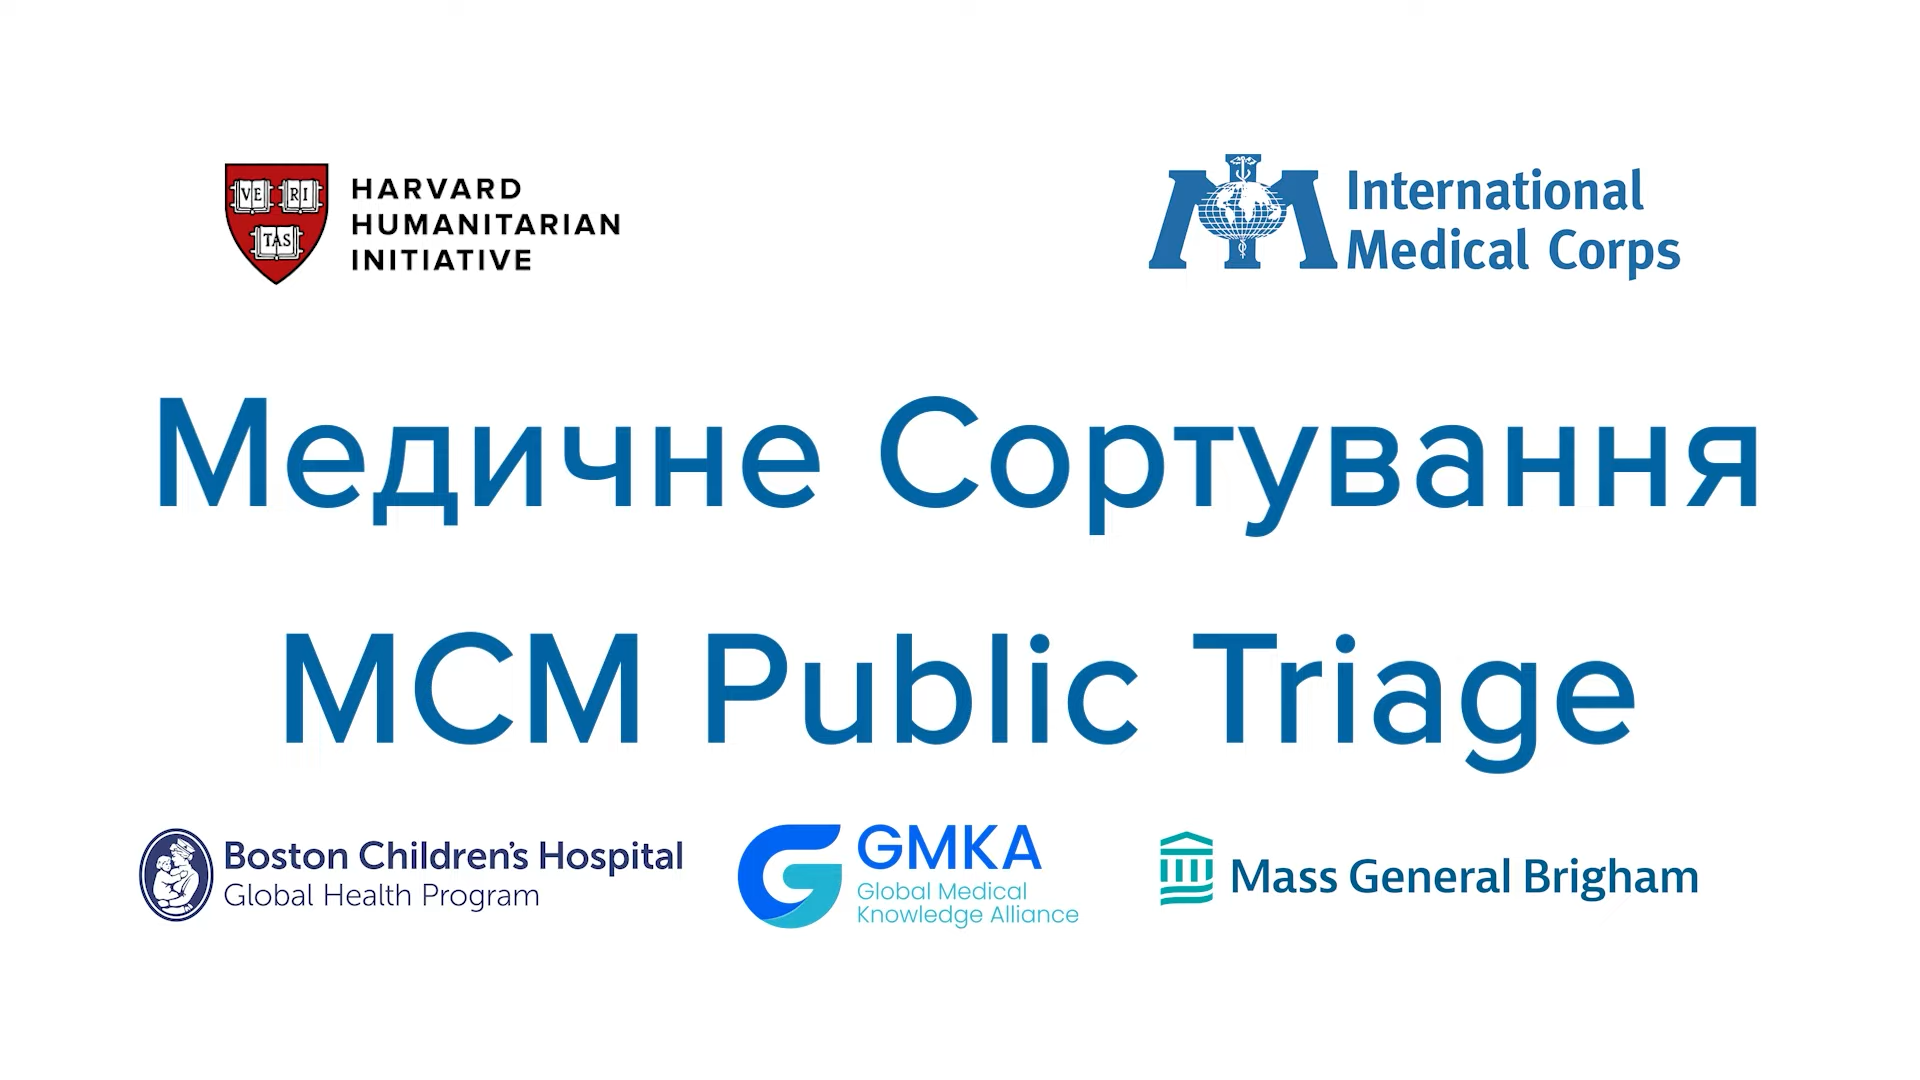 VE RI
TAS
HARVARD
HUMANITARIAN
INITIATIVE
International
Medical Corps
Медичне Сортування
MCM Public Triage
Boston Children's Hospital
Global Health Program
GMKA
Global Medical
Knowledge Alliance
Mass General Brigham